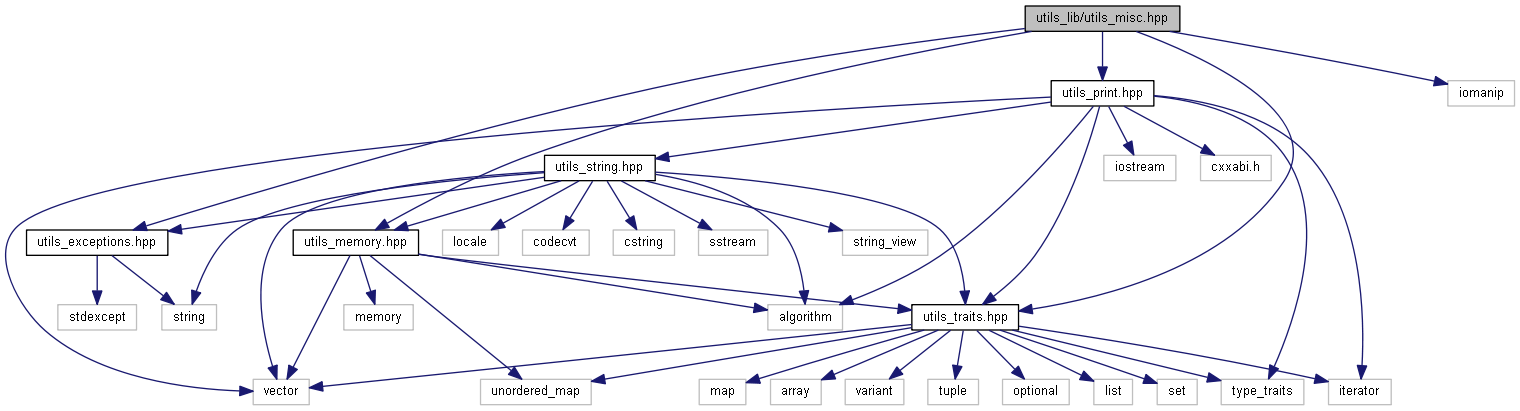 utils_lib/utils_misc.hpp
utils_print.hpp
iomanip
utils_string.hpp
iostream
cxxabi.h
utils_exceptions.hpp
utils_memory.hpp
locale
codecvt
cstring
sstream
string_view
stdexcept
string
memory
algorithm
utils_traits.hpp
vector
unordered_map
map
array
variant
tuple
optional
list
set
type_traits
iterator